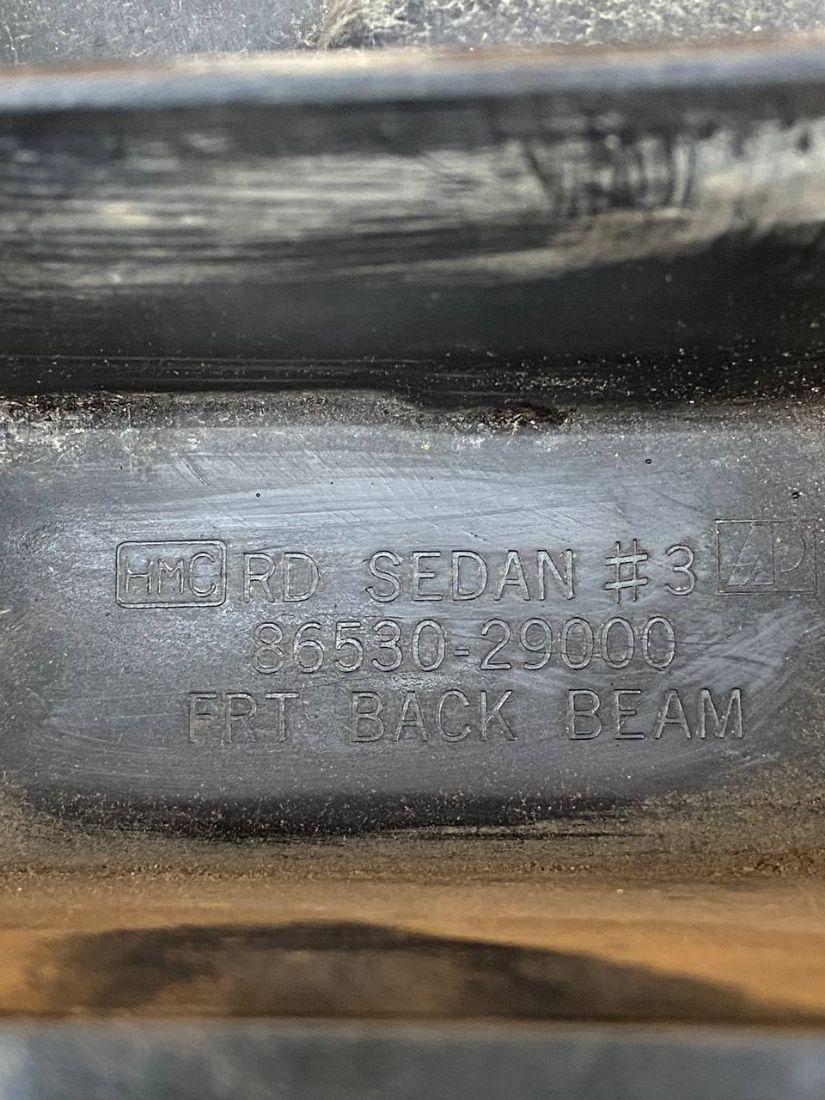 HMC RD SEDAN #3
86530-29000
FRT BACK BEAM